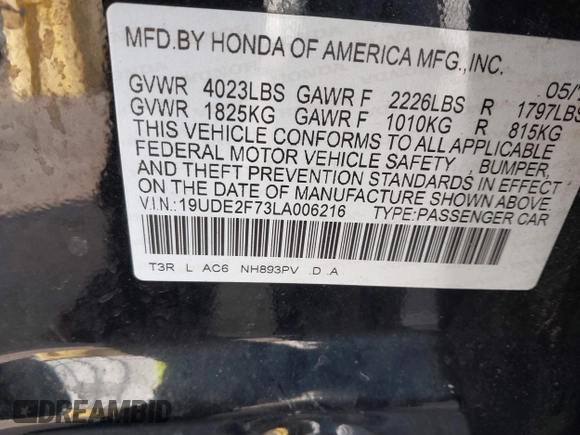 MFD.BY HONDA OF AMERICA MFG.,INC.
05/
GVWR 4023LBS GAWR F 2226LBS R 1797LBS
GVWR 1825KG GAWR F 1010KG R 815KG
THIS VEHICLE CONFORMS TO ALL APPLICABLE
FEDERAL MOTOR VEHICLE SAFETY , BUMPER,
AND THEFT PREVENTION STANDARDS IN EFFECT
ON THE DATE OF MANUFACTURE SHOWN ABOVE.
V.I.N.:19UDE2F73LA006216 TYPE:PASSENGER CAR
T3R L AC6 NH893PV .D .A
DREAMBID